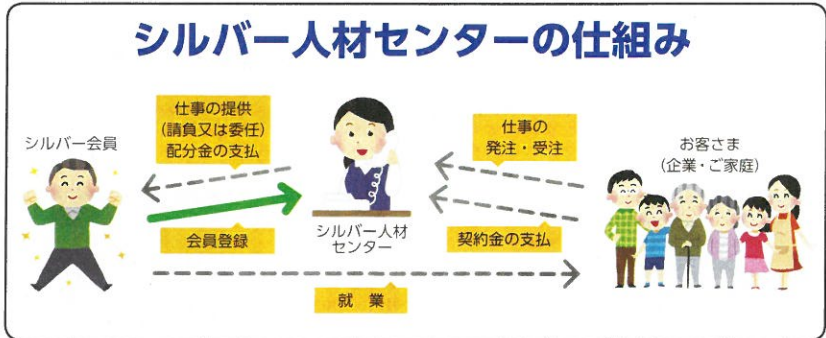 シルバー人材センターの仕組み
シルバー会員
仕事の提供
(請負又は委任)
配分金の支払
会員登録
シルバー人材
センター
仕事の
発注・受注
契約金の支払
お客さま
(企業・ご家庭)
就 業